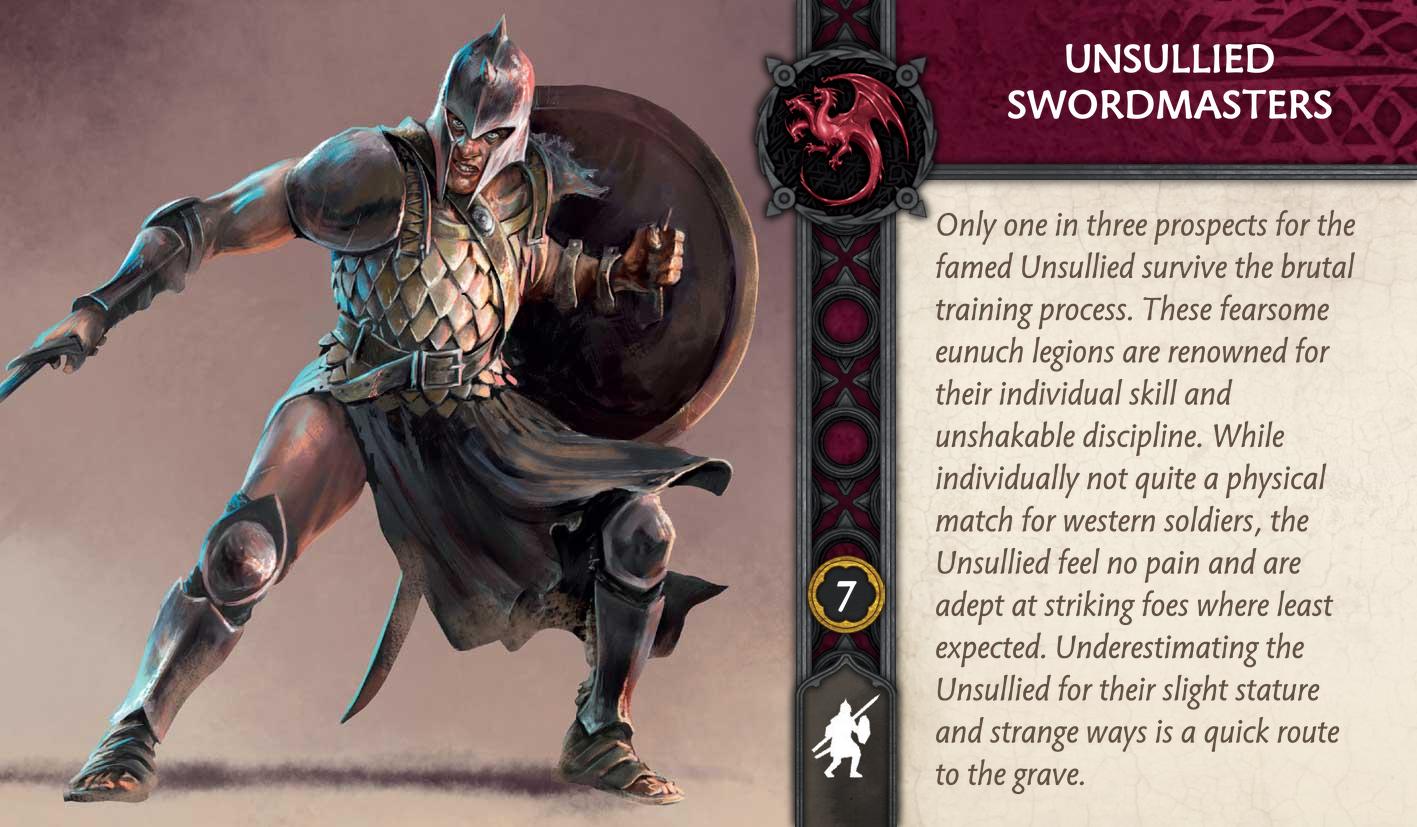 UNSULLIED
SWORDMASTERS
Only one in three prospects for the
famed Unsullied survive the brutal
training process. These fearsome
eunuch legions are renowned for
their individual skill and
unshakable discipline. While
individually not quite a physical
match for western soldiers, the
Unsullied feel no pain and are
adept at striking foes where least
expected. Underestimating the
Unsullied for their slight stature
and strange ways is a quick route
to the grave.
7